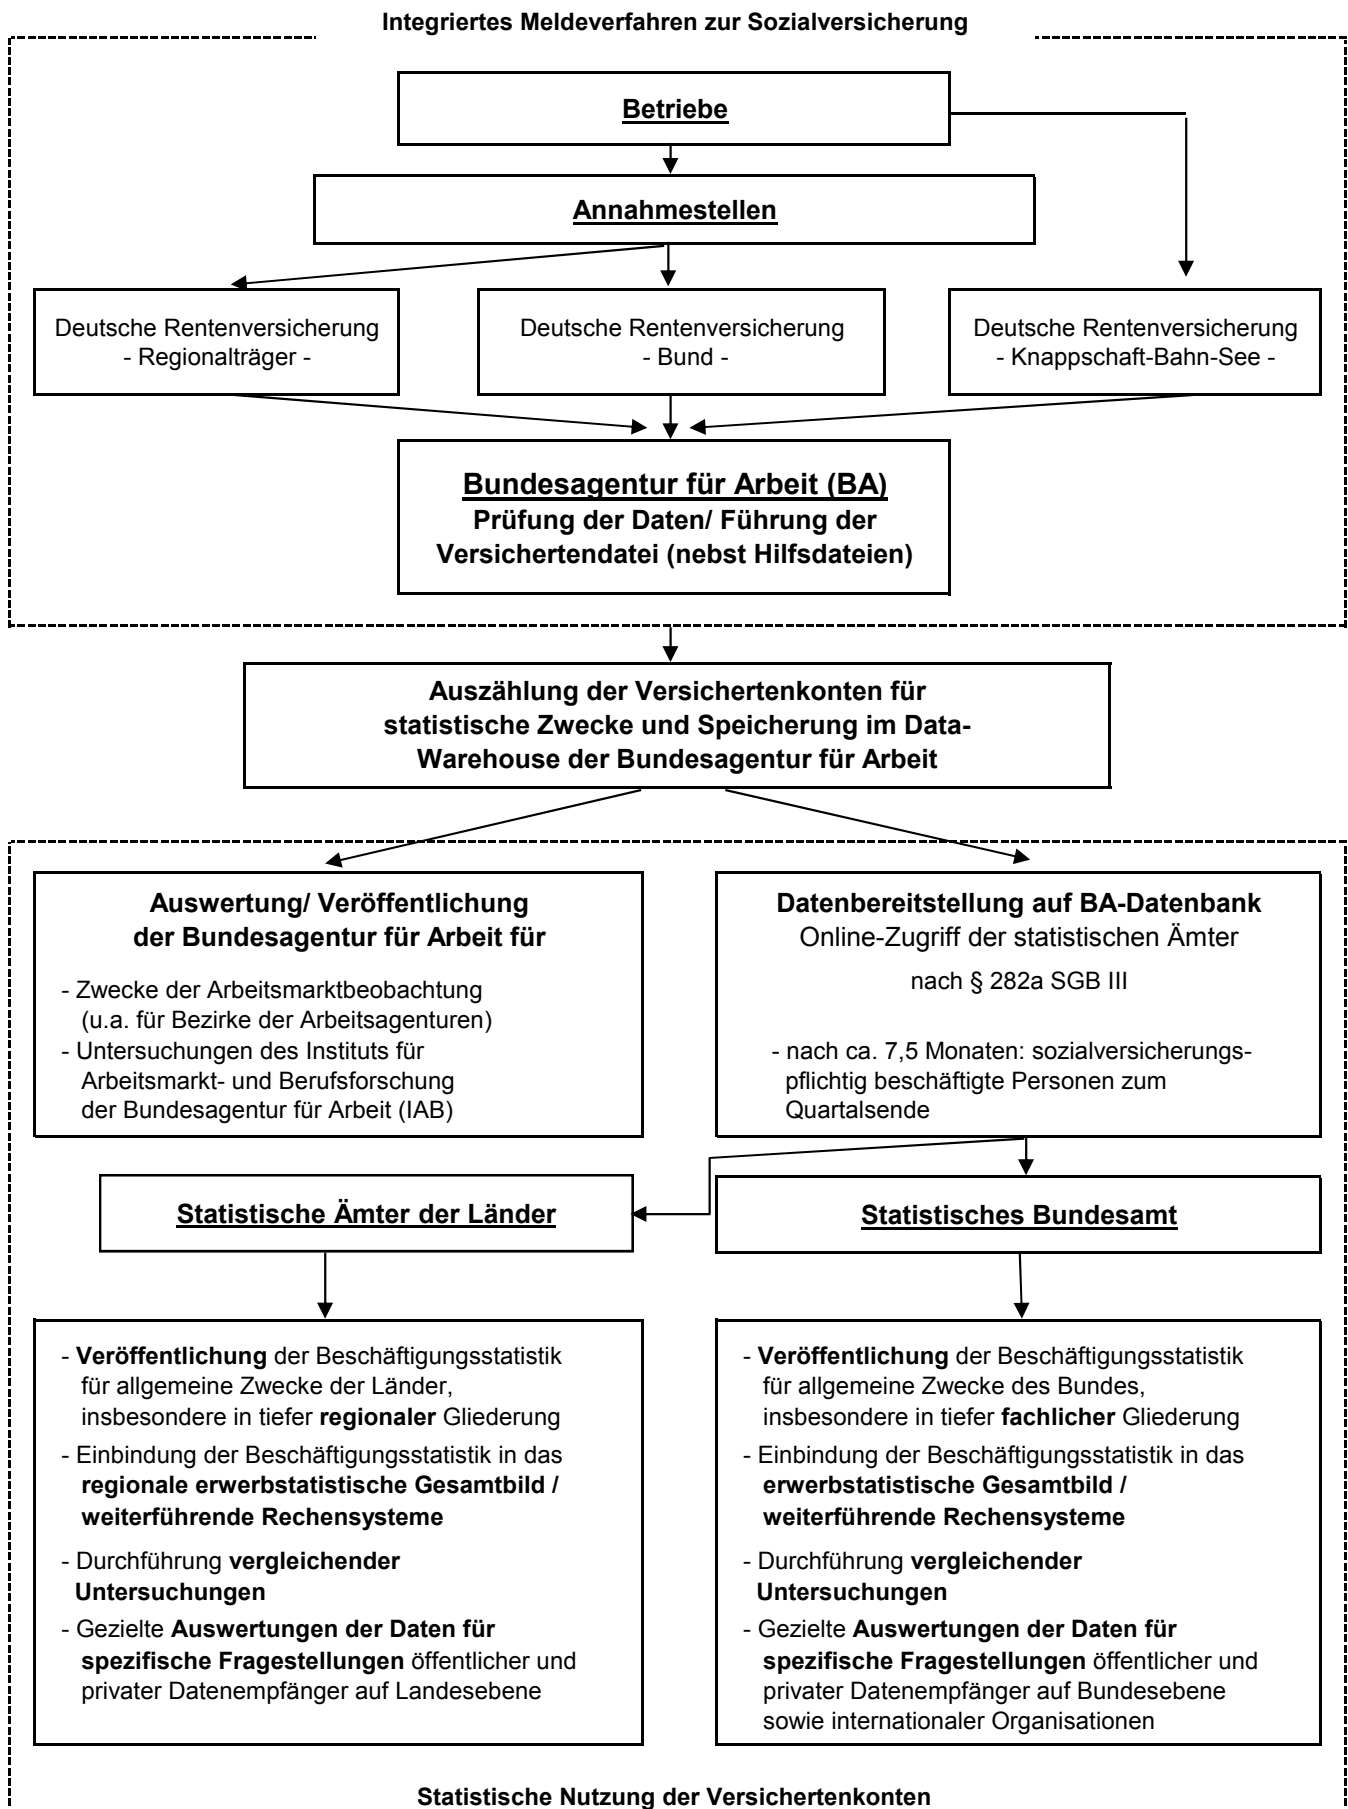 Integriertes Meldeverfahren zur Sozialversicherung
Betriebe
Annahmestellen
Deutsche Rentenversicherung
- Regionalträger -
Deutsche Rentenversicherung
- Bund -
Deutsche Rentenversicherung
- Knappschaft-Bahn-See -
Bundesagentur für Arbeit (BA)
Prüfung der Daten/ Führung der
Versichertendatei (nebst Hilfsdateien)
Auszählung der Versichertenkonten für
statistische Zwecke und Speicherung im Data-
Warehouse der Bundesagentur für Arbeit
Auswertung/ Veröffentlichung
der Bundesagentur für Arbeit für
- Zwecke der Arbeitsmarktbeobachtung
(u.a. für Bezirke der Arbeitsagenturen)
- Untersuchungen des Instituts für
Arbeitsmarkt- und Berufsforschung
der Bundesagentur für Arbeit (IAB)
Datenbereitstellung auf BA-Datenbank
Online-Zugriff der statistischen Ämter
nach § 282a SGB III
- nach ca. 7,5 Monaten: sozialversicherungs-
pflichtig beschäftigte Personen zum
Quartalsende
Statistische Ämter der Länder
Statistisches Bundesamt
- Veröffentlichung der Beschäftigungsstatistik
für allgemeine Zwecke der Länder,
insbesondere in tiefer regionaler Gliederung
- Einbindung der Beschäftigungsstatistik in das
regionale erwerbstatistische Gesamtbild /
weiterführende Rechensysteme
- Durchführung vergleichender
Untersuchungen
- Gezielte Auswertungen der Daten für
spezifische Fragestellungen öffentlicher und
privater Datenempfänger auf Landesebene
- Veröffentlichung der Beschäftigungsstatistik
für allgemeine Zwecke des Bundes,
insbesondere in tiefer fachlicher Gliederung
- Einbindung der Beschäftigungsstatistik in das
erwerbstatistische Gesamtbild /
weiterführende Rechensysteme
- Durchführung vergleichender
Untersuchungen
- Gezielte Auswertungen der Daten für
spezifische Fragestellungen öffentlicher und
privater Datenempfänger auf Bundesebene
sowie internationaler Organisationen
Statistische Nutzung der Versichertenkonten